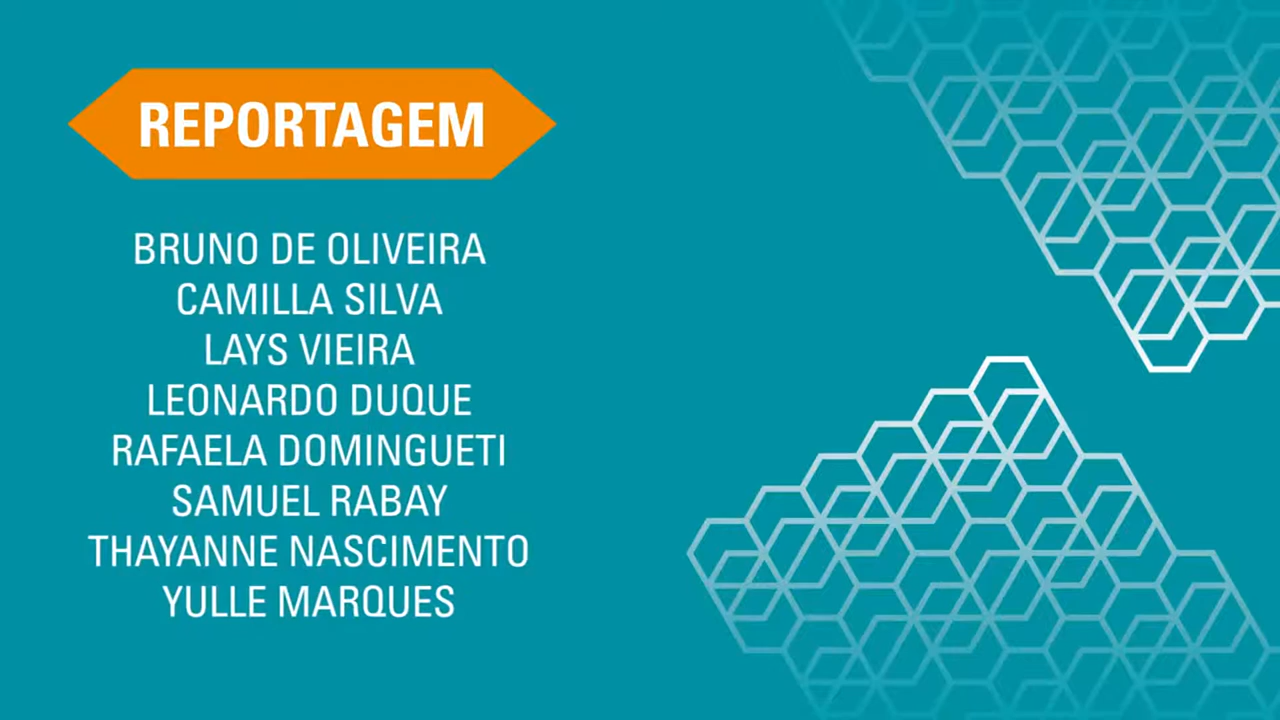 REPORTAGEM
BRUNO DE OLIVEIRA
CAMILLA SILVA
LAYS VIEIRA
LEONARDO DUQUE
RAFAELA DOMINGUETI
SAMUEL RABAY
THAYANNE NASCIMENTO
YULLE MARQUES